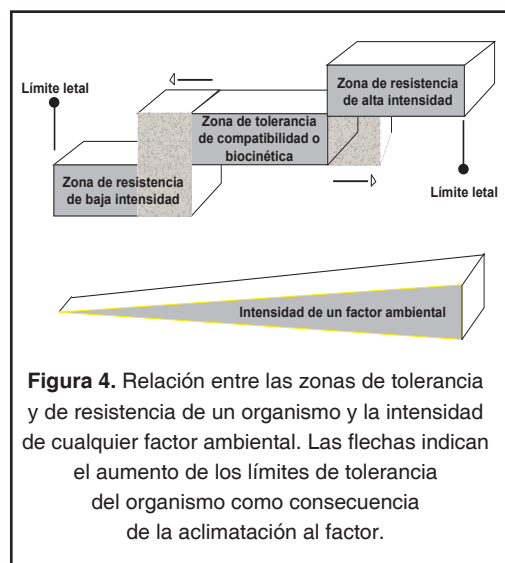 Límite letal
Zona de resistencia
de alta intensidad
Zona de tolerancia
de compatibilidad o
biocinética
Zona de resistencia
de baja intensidad
Límite letal
Intensidad de un factor ambiental
Figura 4. Relación entre las zonas de tolerancia
y de resistencia de un organismo y la intensidad
de cualquier factor ambiental. Las flechas indican
el aumento de los límites de tolerancia
del organismo como consecuencia
de la aclimatación al factor.